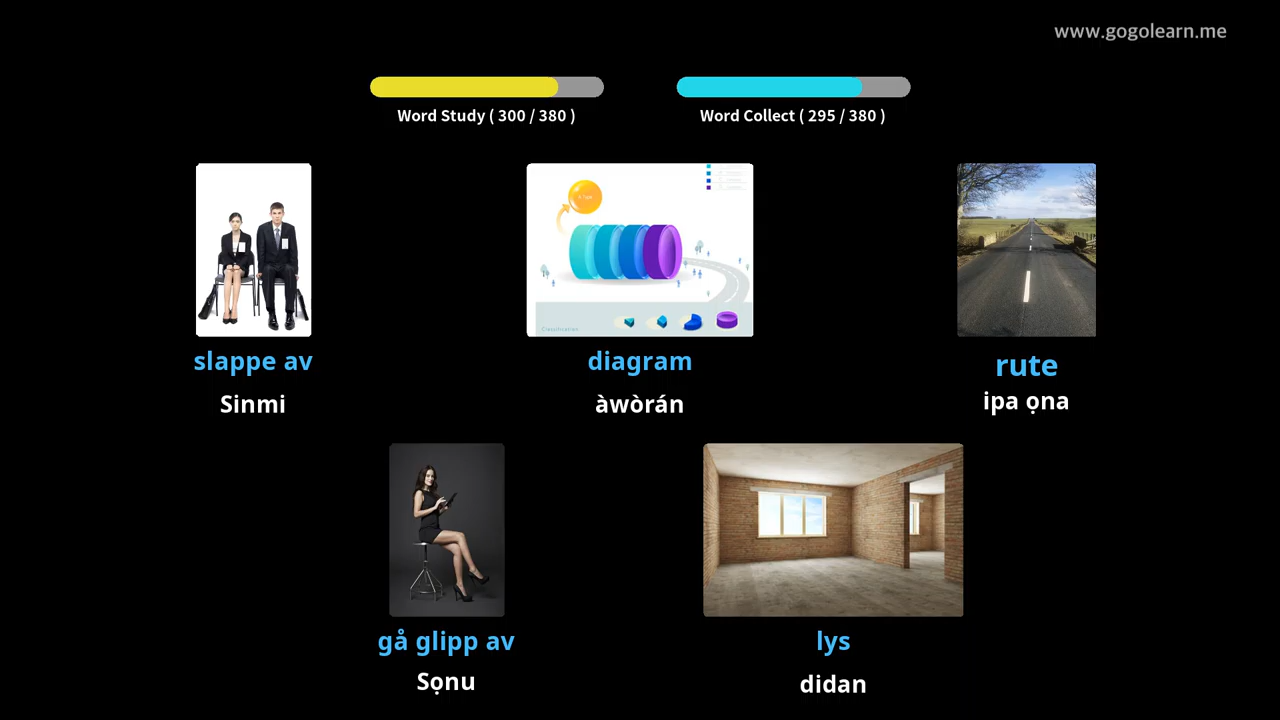 www.gogolearn.me
Word Study ( 300 / 380 )
Word Collect ( 295 / 380 )
slappe av
diagram
rute
Sinmi
àwòrán
ipa ọna
gå glipp av
lys
Sọnu
didan